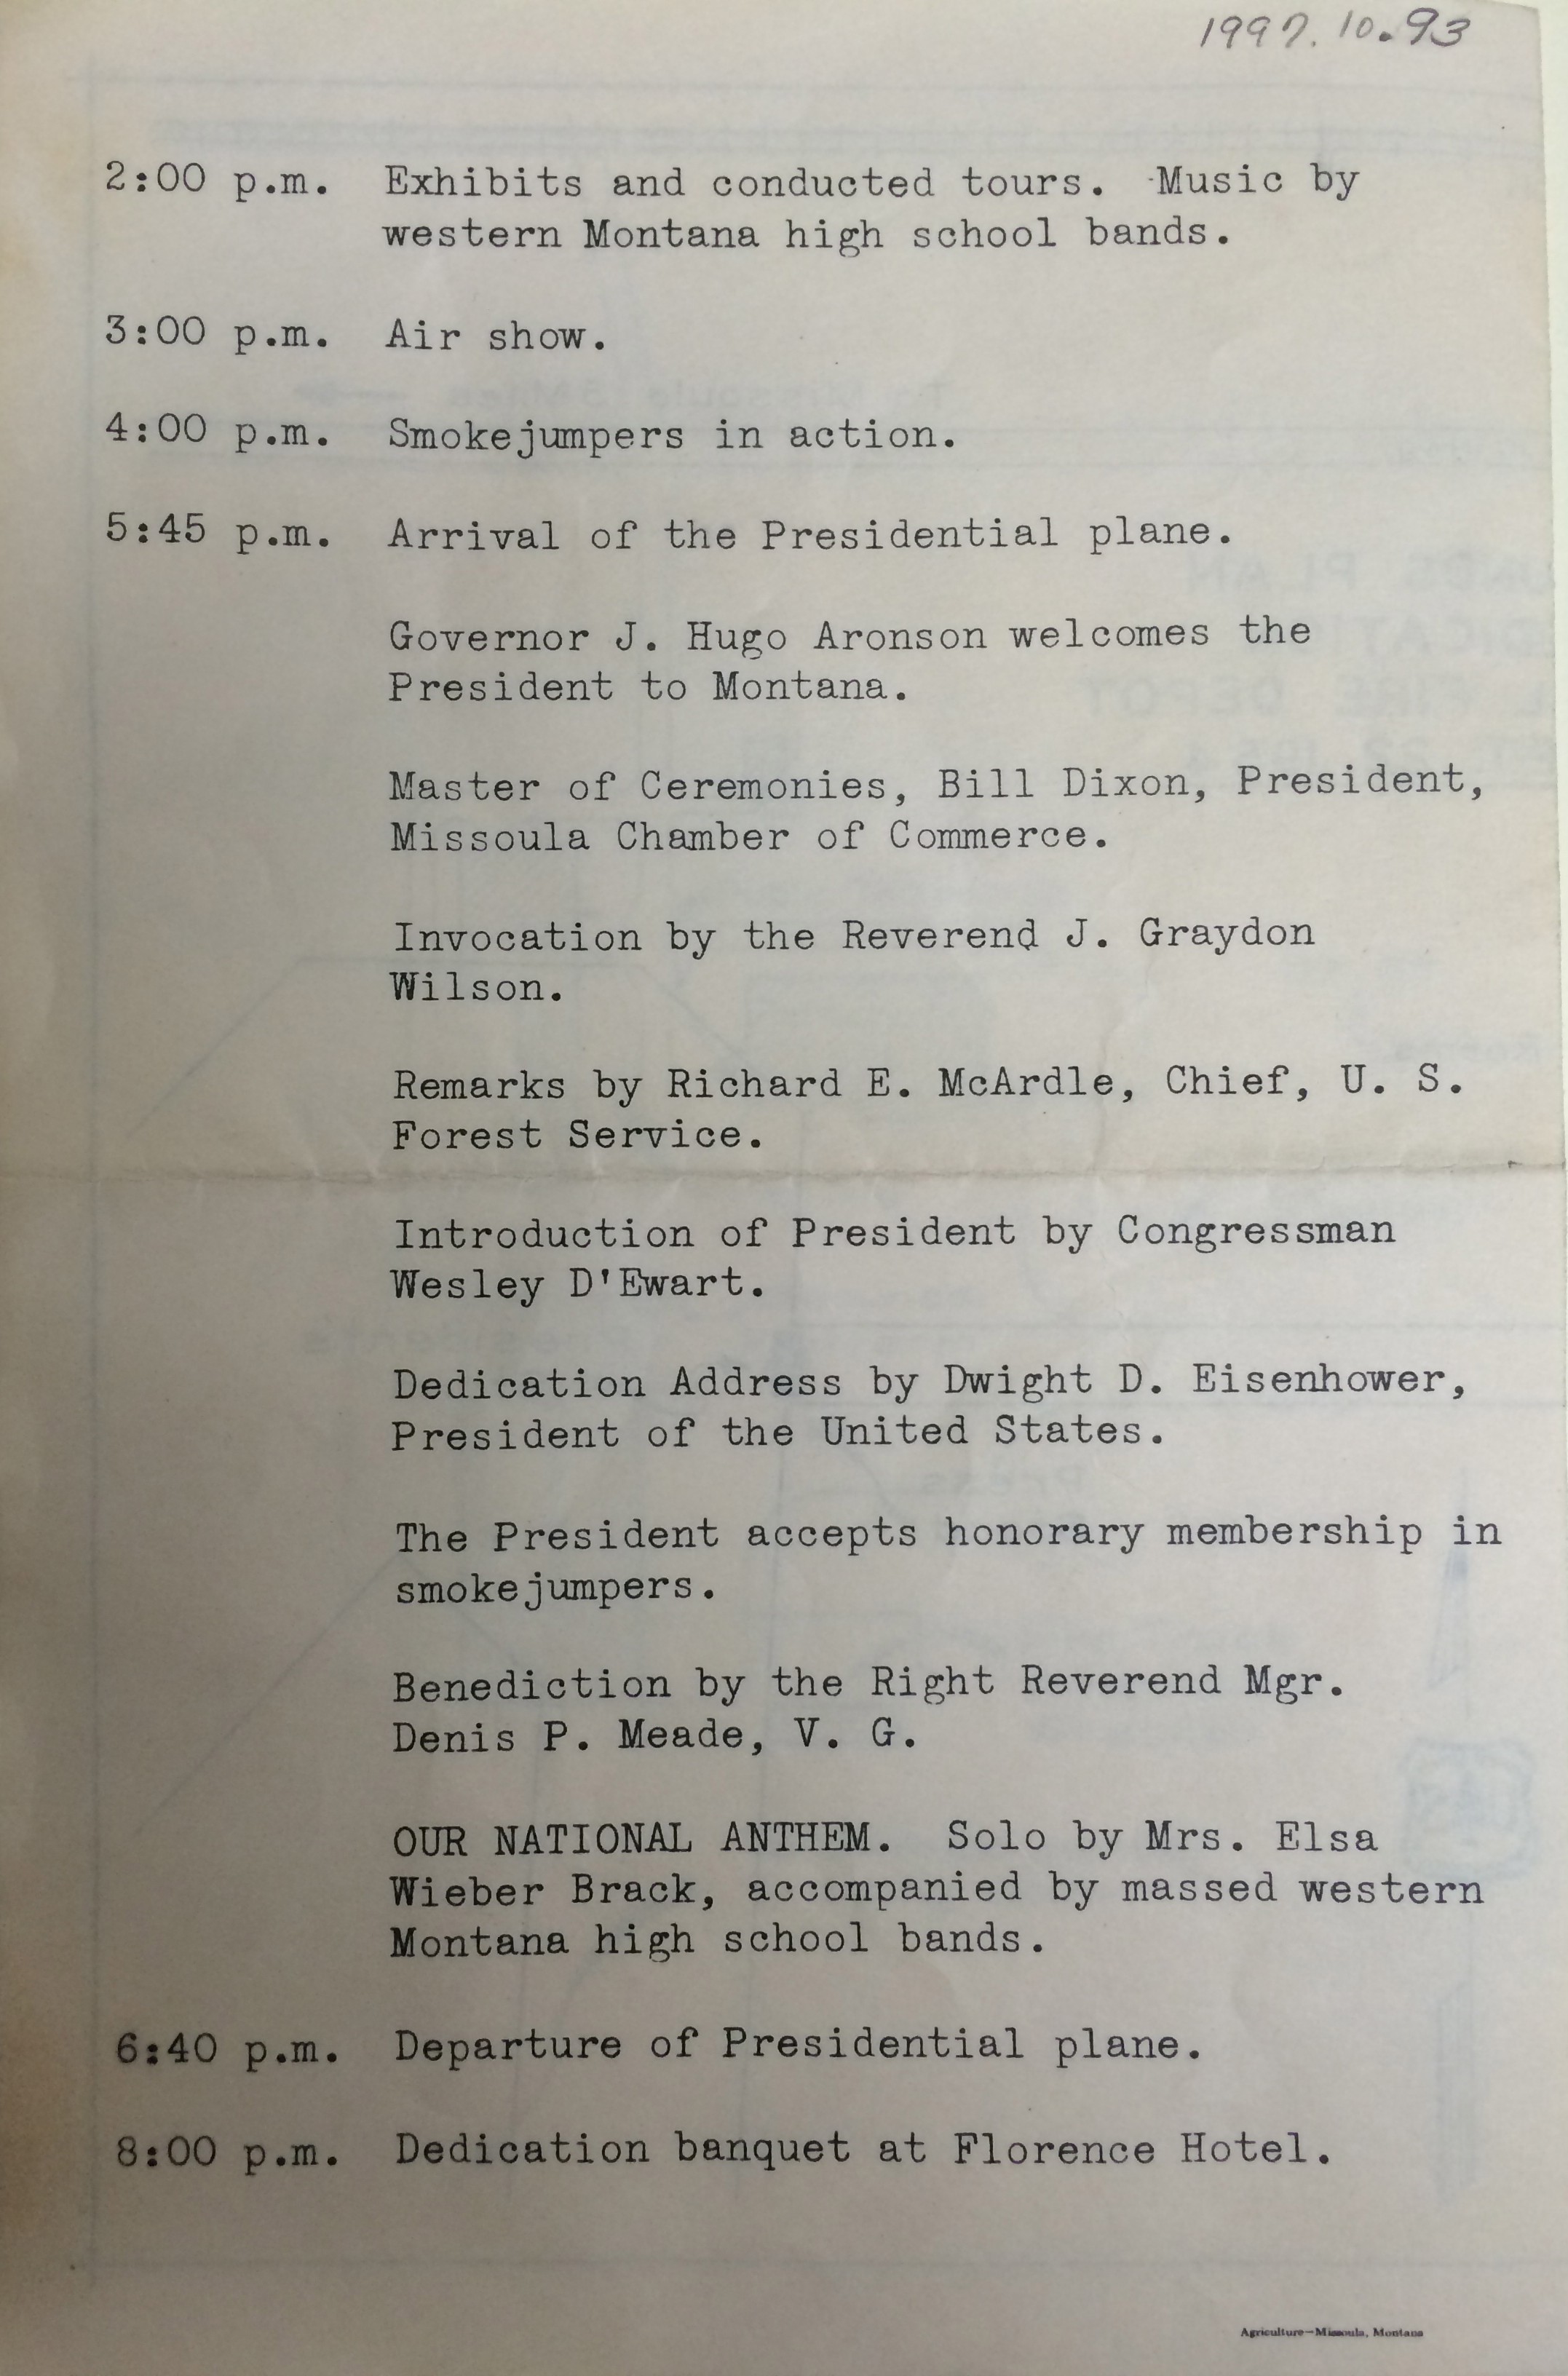 1997.10.93
2:00 p.m. Exhibits and conducted tours. Music by
western Montana high school bands.
3:00 p.m. Air show.
4:00 p.m. Smokejumpers in action.
5:45 p.m. Arrival of the Presidential plane.
Governor J. Hugo Aronson welcomes the
President to Montana.
Master of Ceremonies, Bill Dixon, President,
Missoula Chamber of Commerce.
Invocation by the Reverend J. Graydon
Wilson.
Remarks by Richard E. McArdle, Chief, U. S.
Forest Service.
Introduction of President by Congressman
Wesley D'Ewart.
Dedication Address by Dwight D. Eisenhower,
President of the United States.
The President accepts honorary membership in
smokejumpers.
Benediction by the Right Reverend Mgr.
Denis P. Meade, V. G.
OUR NATIONAL ANTHEM. Solo by Mrs. Elsa
Wieber Brack, accompanied by massed western
Montana high school bands.
6:40 p.m. Departure of Presidential plane.
8:00 p.m. Dedication banquet at Florence Hotel.
Agriculture—Missoula, Montana